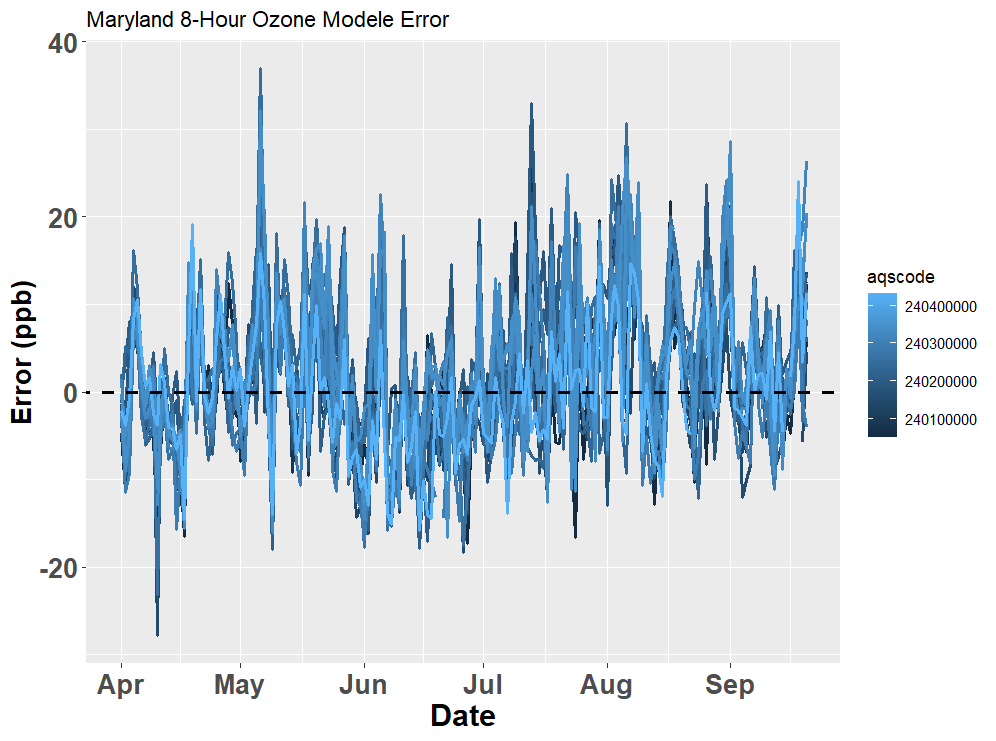 Maryland 8-Hour Ozone Modele Error
40
20
0
-20
Error (ppb)
Apr May Jun Jul Aug Sep
Date
aqscode
240400000
240300000
240200000
240100000